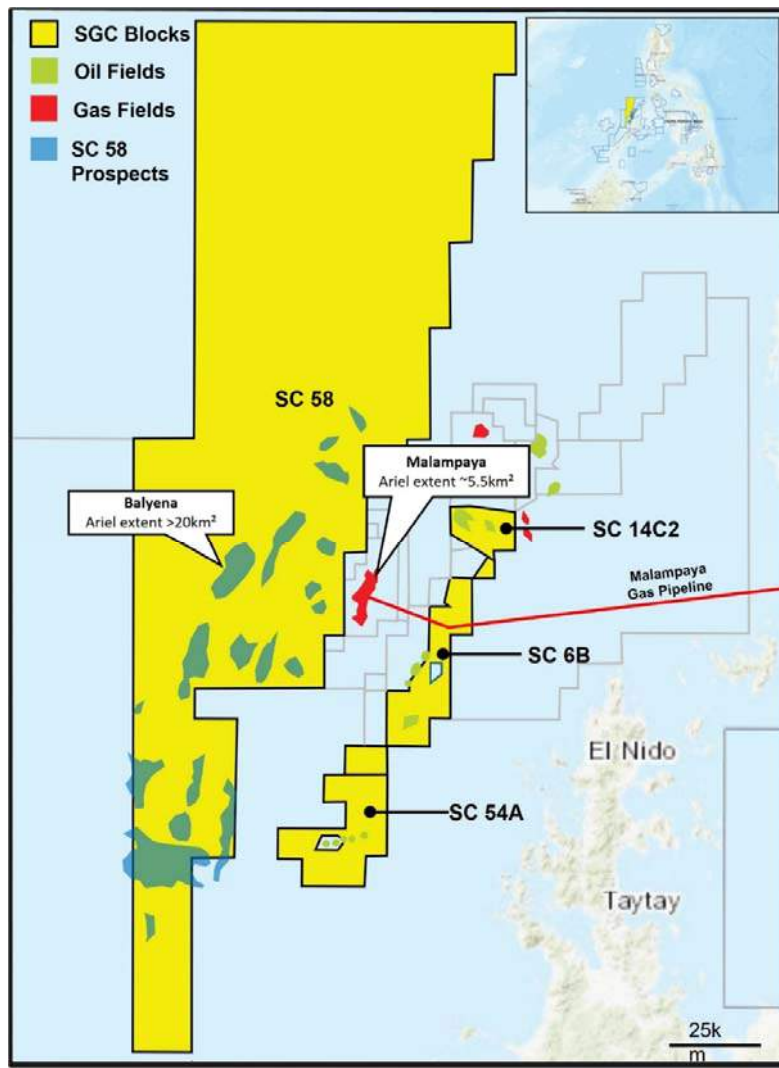 SGC Blocks
Oil Fields
Gas Fields
SC 58
Prospects
SC 58
Malampaya
Ariel extent ~5.5km²
Balyena
Ariel extent >20km²
SC 14C2
Malampaya
Gas Pipeline
SC 6B
El Nido
SC 54A
Taytay
25k
m